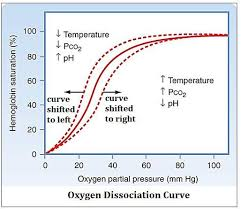 ↓ Temperature
↓ Pco₂
↑ pH
curve
shifted
to left
curve
shifted
to right
↑ Temperature
↑ Pco₂
↓ pH
Hemoglobin saturation (%)
100
80
60
40
20
0
0
20
40
60
80
100
Oxygen partial pressure (mm Hg)
Oxygen Dissociation Curve